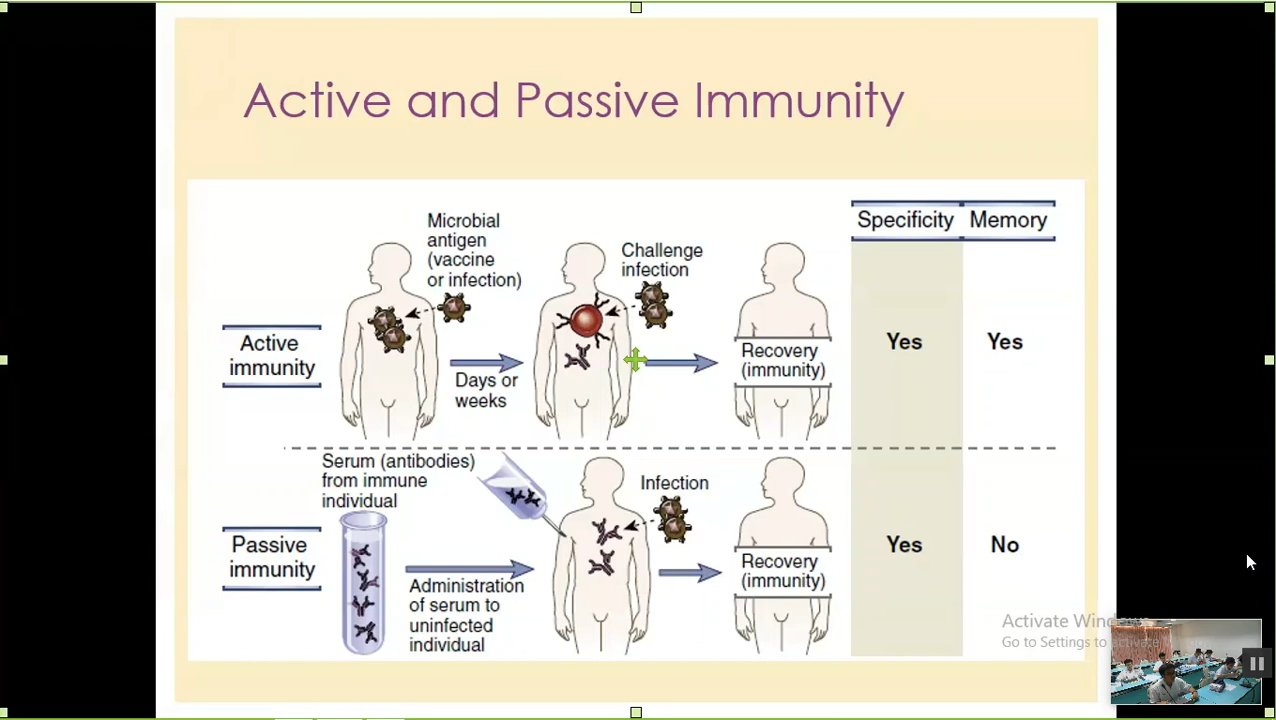 Active and Passive Immunity
Specificity
Memory
Microbial
antigen
(vaccine
or infection)
Challenge
infection
Active
immunity
Days or
weeks
Recovery
(immunity)
Yes
Yes
Serum (antibodies)
from immune
individual
Infection
Passive
immunity
Administration
of serum to
uninfected
individual
Recovery
(immunity)
Yes
No
Activate Windows
Go to Settings to activate